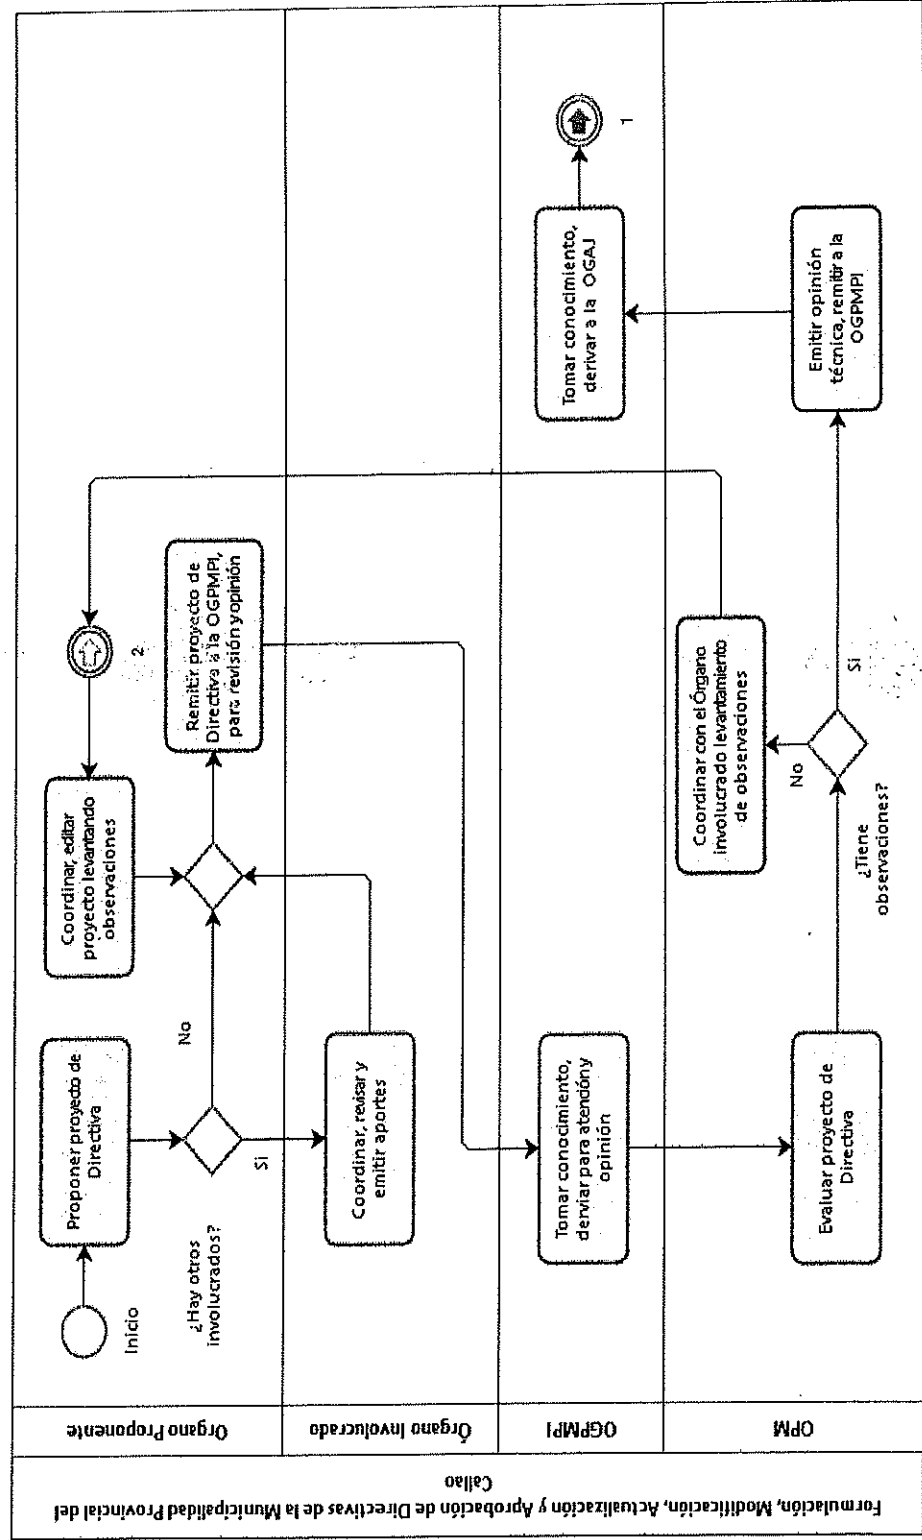 Formulación, Modificación, Actualización y Aprobación de Directivas de la Municipalidad Provincial del
Callao
Órgano Proponente
Inicio
Proponer proyecto de
Directiva
¿Hay otros
involucrados?
No
Si
Coordinar, editar
proyecto levantando
observaciones
2
Remitir proyecto de
Directiva a la OGPMPI,
para revisión y opinión
Órgano Involucrado
Coordinar, revisar y
emitir aportes
OGPMPI
Tomar conocimiento,
derviar para atención y
opinión
Tomar conocimiento,
derivar a la OGAJ
1
OPM
Evaluar proyecto de
Directiva
¿Tiene
observaciones?
No
Si
Coordinar con el Órgano
involucrado levantamiento
de observaciones
Emitir opinión
técnica, remitir a la
OGPMPI